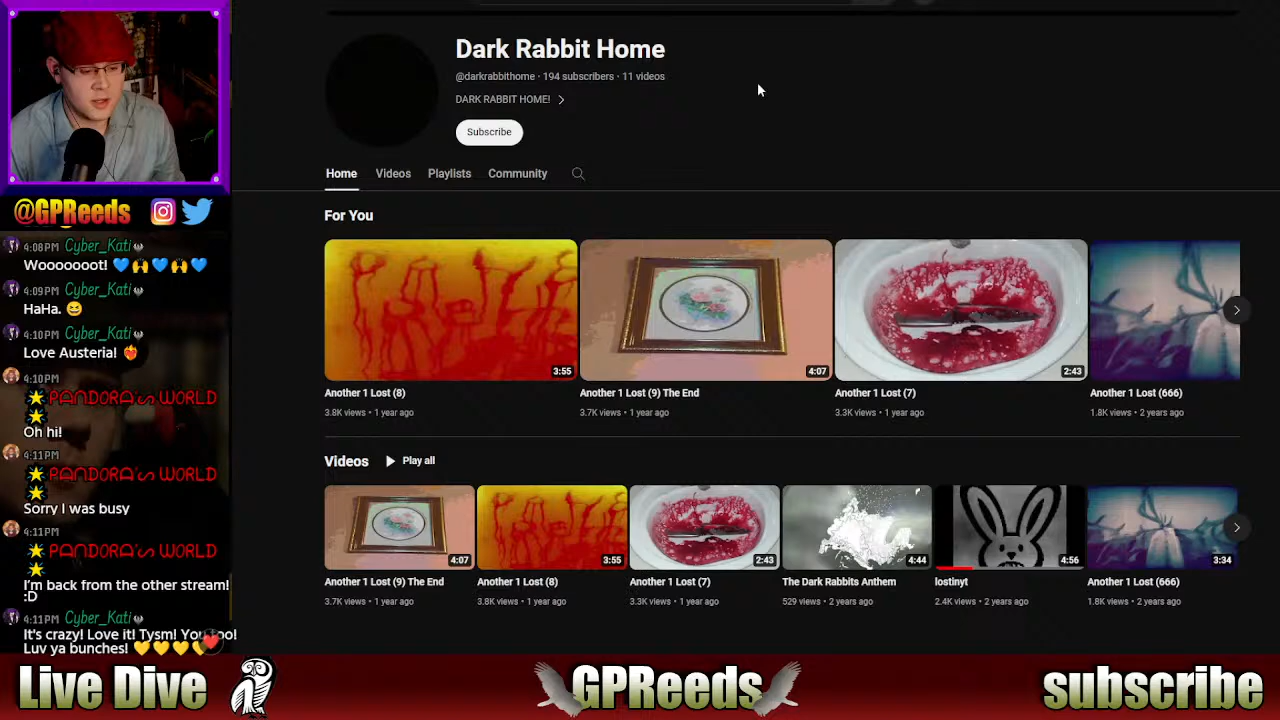 @GPReeds
4:08PM Cyber_Kati
Wooooooot! 💙🙌💙🙌💙
4:09PM Cyber_Kati
HaHa. 😆
4:10PM Cyber_Kati
Love Austeria! ❤️‍🔥
4:10PM
🌟 PANDORA'S WORLD
🌟
Oh hi!
4:11PM
🌟 PANDORA'S WORLD
🌟
Sorry I was busy
4:11PM
🌟 PANDORA'S WORLD
🌟
I'm back from the other stream!
:D
4:11PM Cyber_Kati
It's crazy! Love it! Tysm! You too!
Luv ya bunches! 💛💛💛💛
Dark Rabbit Home
@darkrabbithome · 194 subscribers · 11 videos
DARK RABBIT HOME! >
Subscribe
Home Videos Playlists Community
For You
3:55 4:07 2:43
Another 1 Lost (8) Another 1 Lost (9) The End Another 1 Lost (7) Another 1 Lost (666)
3.8K views · 1 year ago 3.7K views · 1 year ago 3.3K views · 1 year ago 1.8K views · 2 years ago
Videos Play all
4:07 3:55 2:43 4:44 4:56 3:34
Another 1 Lost (9) The End Another 1 Lost (8) Another 1 Lost (7) The Dark Rabbits Anthem lostinyt Another 1 Lost (666)
3.7K views · 1 year ago 3.8K views · 1 year ago 3.3K views · 1 year ago 529 views · 2 years ago 2.4K views · 2 years ago 1.8K views · 2 years ago
Live Dive GPReeds subscribe